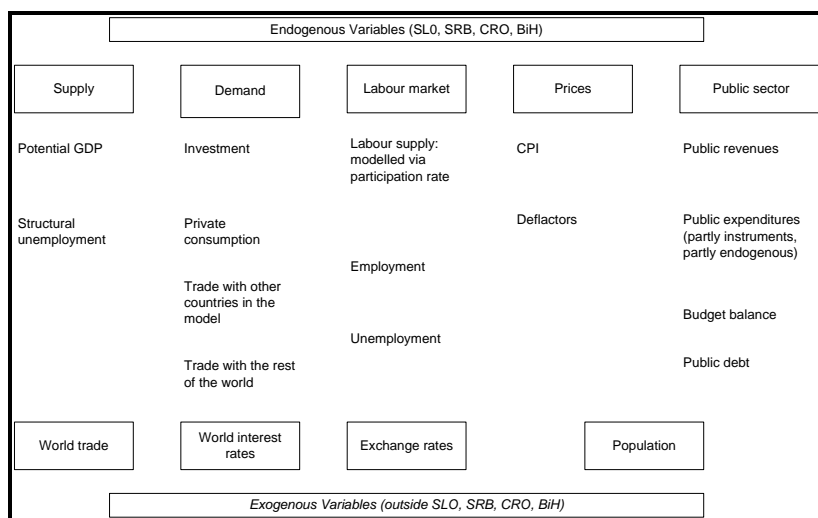 Endogenous Variables (SL0, SRB, CRO, BiH)
Supply
Demand
Labour market
Prices
Public sector
Potential GDP
Investment
Labour supply:
modelled via
participation rate
CPI
Public revenues
Structural
unemployment
Private
consumption
Deflactors
Public expenditures
(partly instruments,
partly endogenous)
Employment
Trade with other
countries in the
model
Budget balance
Unemployment
Trade with the rest
of the world
Public debt
World trade
World interest
rates
Exchange rates
Population
Exogenous Variables (outside SLO, SRB, CRO, BiH)